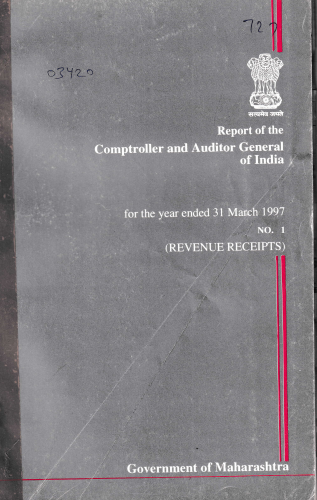 727
03420
सत्यमेव जयते
Report of the
Comptroller and Auditor General
of India
for the year ended 31 March 1997
NO. 1
(REVENUE RECEIPTS)
Government of Maharashtra